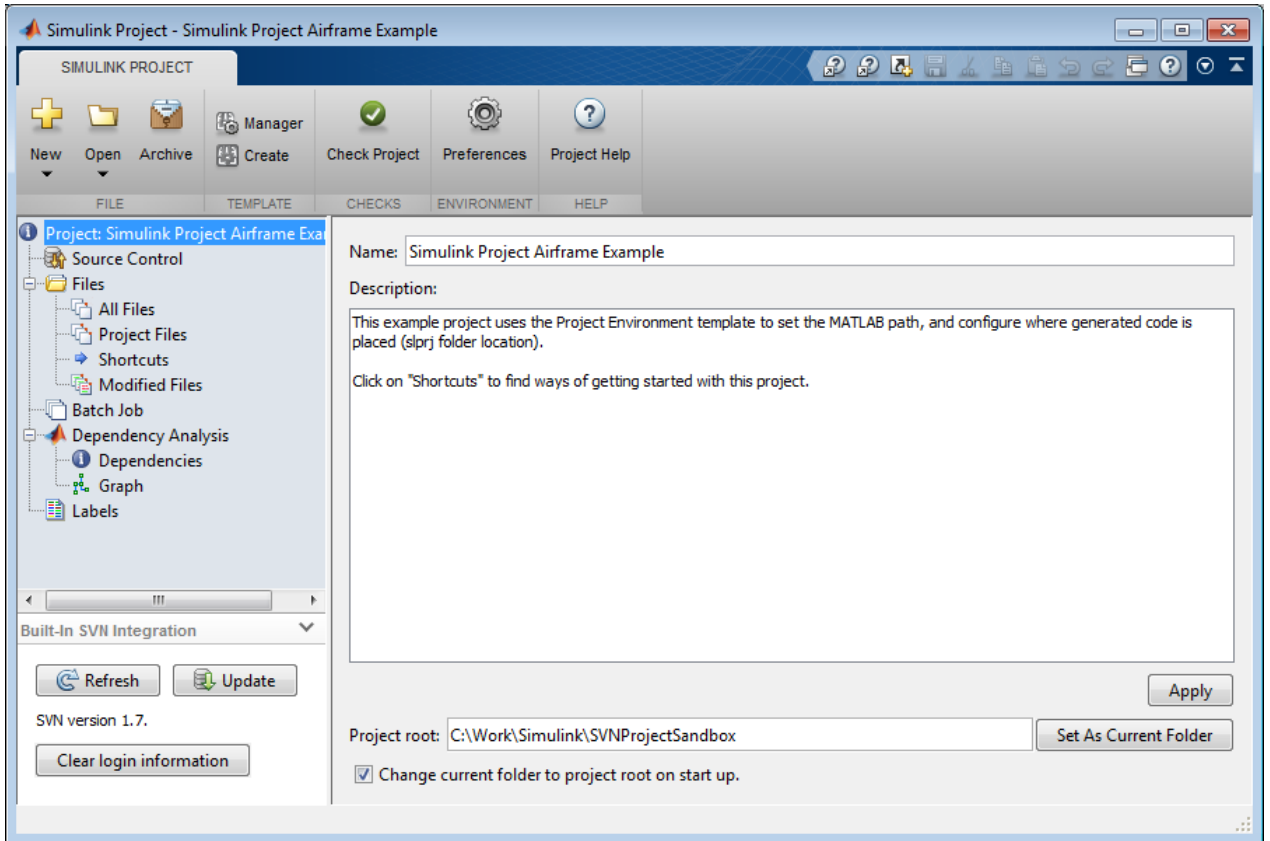 Simulink Project - Simulink Project Airframe Example
SIMULINK PROJECT
New
Open
Archive
Manager
Create
Check Project
Preferences
Project Help
FILE
TEMPLATE
CHECKS
ENVIRONMENT
HELP
Project: Simulink Project Airframe Exa
Source Control
Files
All Files
Project Files
Shortcuts
Modified Files
Batch Job
Dependency Analysis
Dependencies
Graph
Labels
Built-In SVN Integration
Refresh
Update
SVN version 1.7.
Clear login information
Name: Simulink Project Airframe Example
Description:
This example project uses the Project Environment template to set the MATLAB path, and configure where generated code is
placed (slprj folder location).
Click on "Shortcuts" to find ways of getting started with this project.
Apply
Project root: C:\Work\Simulink\SVNProjectSandbox
Set As Current Folder
Change current folder to project root on start up.